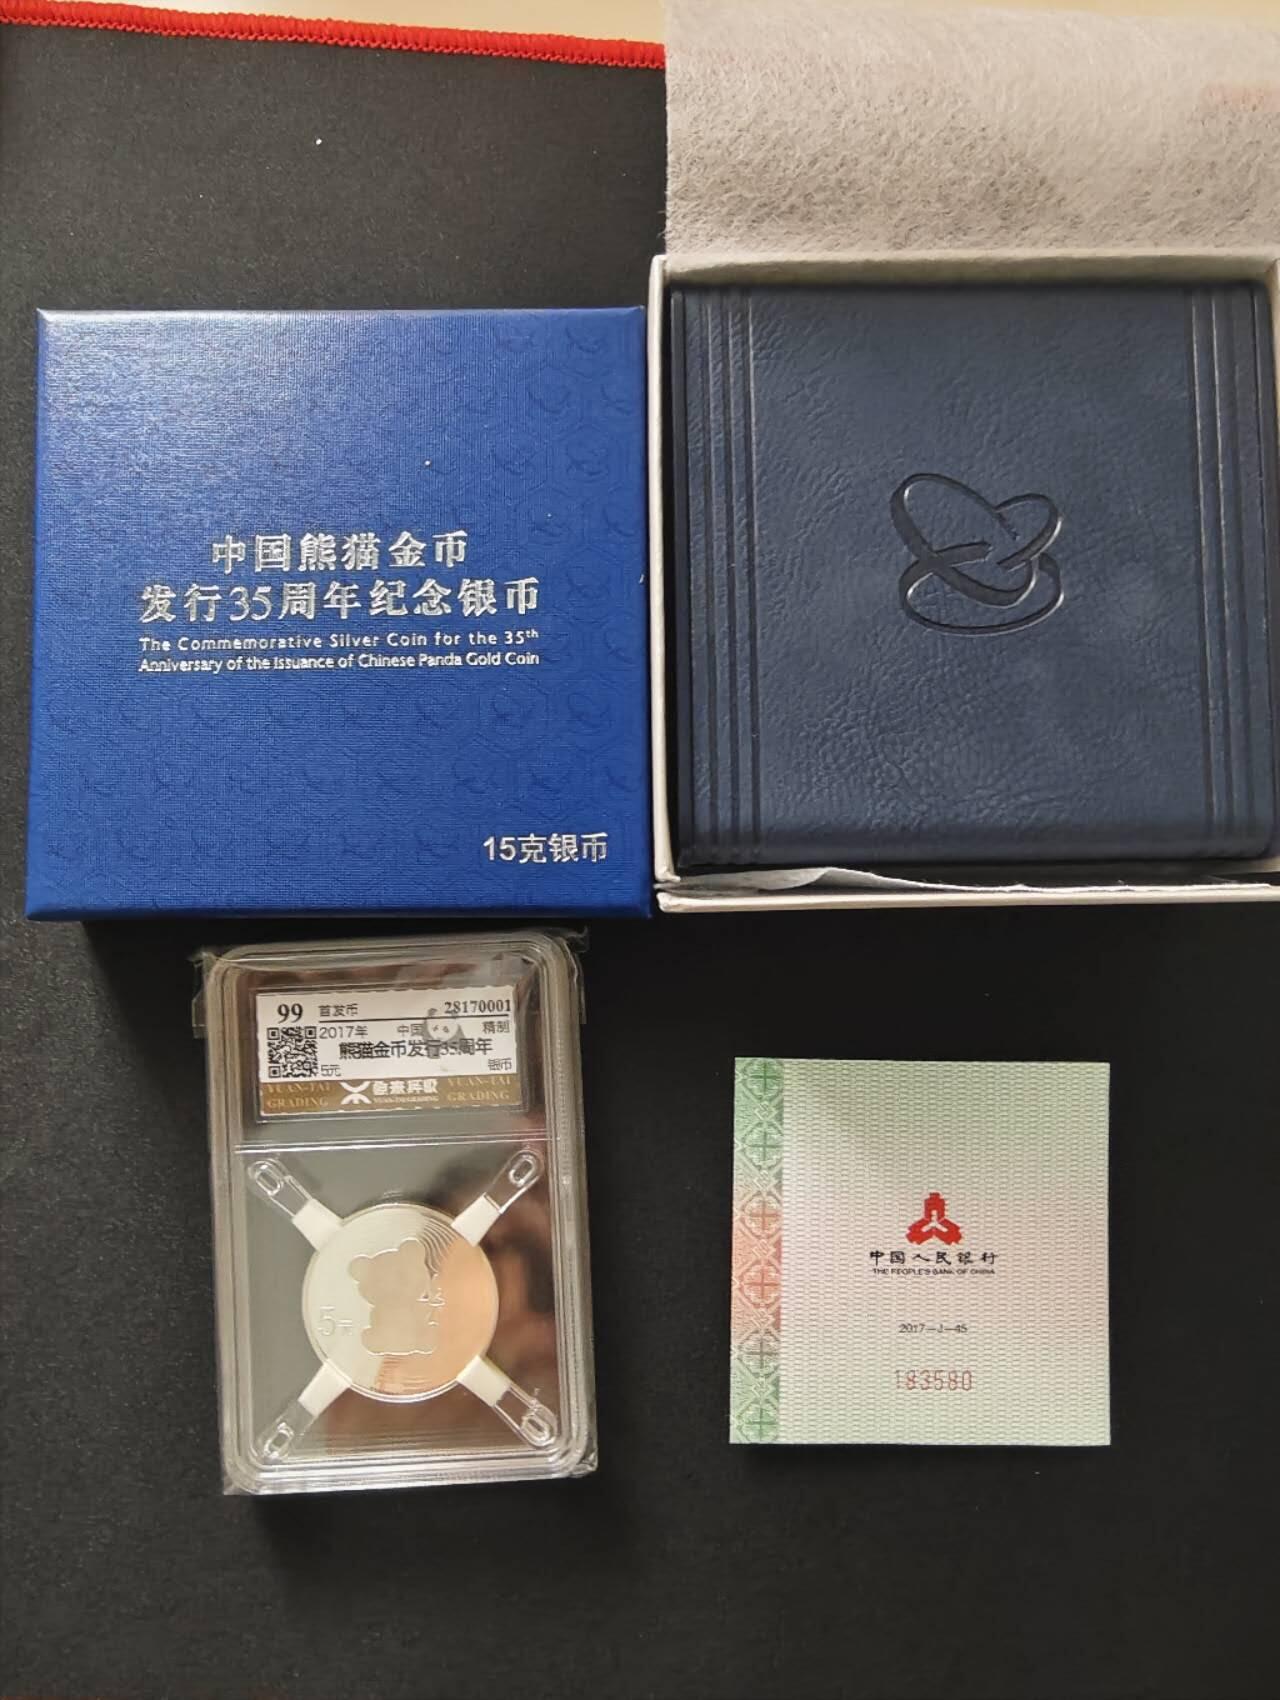 中国熊猫金币
发行35周年纪念银币
The Commemorative Silver Coin for the 35th
Anniversary of the Issuance of Chinese Panda Gold Coin
15克银币
99 首发币 28170001
2017年 中国 精制
熊猫金币发行35周年
5元 银币
YUAN-TAI GRADING
YUAN-TAI GRADING
YUAN-TAI GRADING
5元
中国人民银行
THE PEOPLE'S BANK OF CHINA
2017—J—45
183580